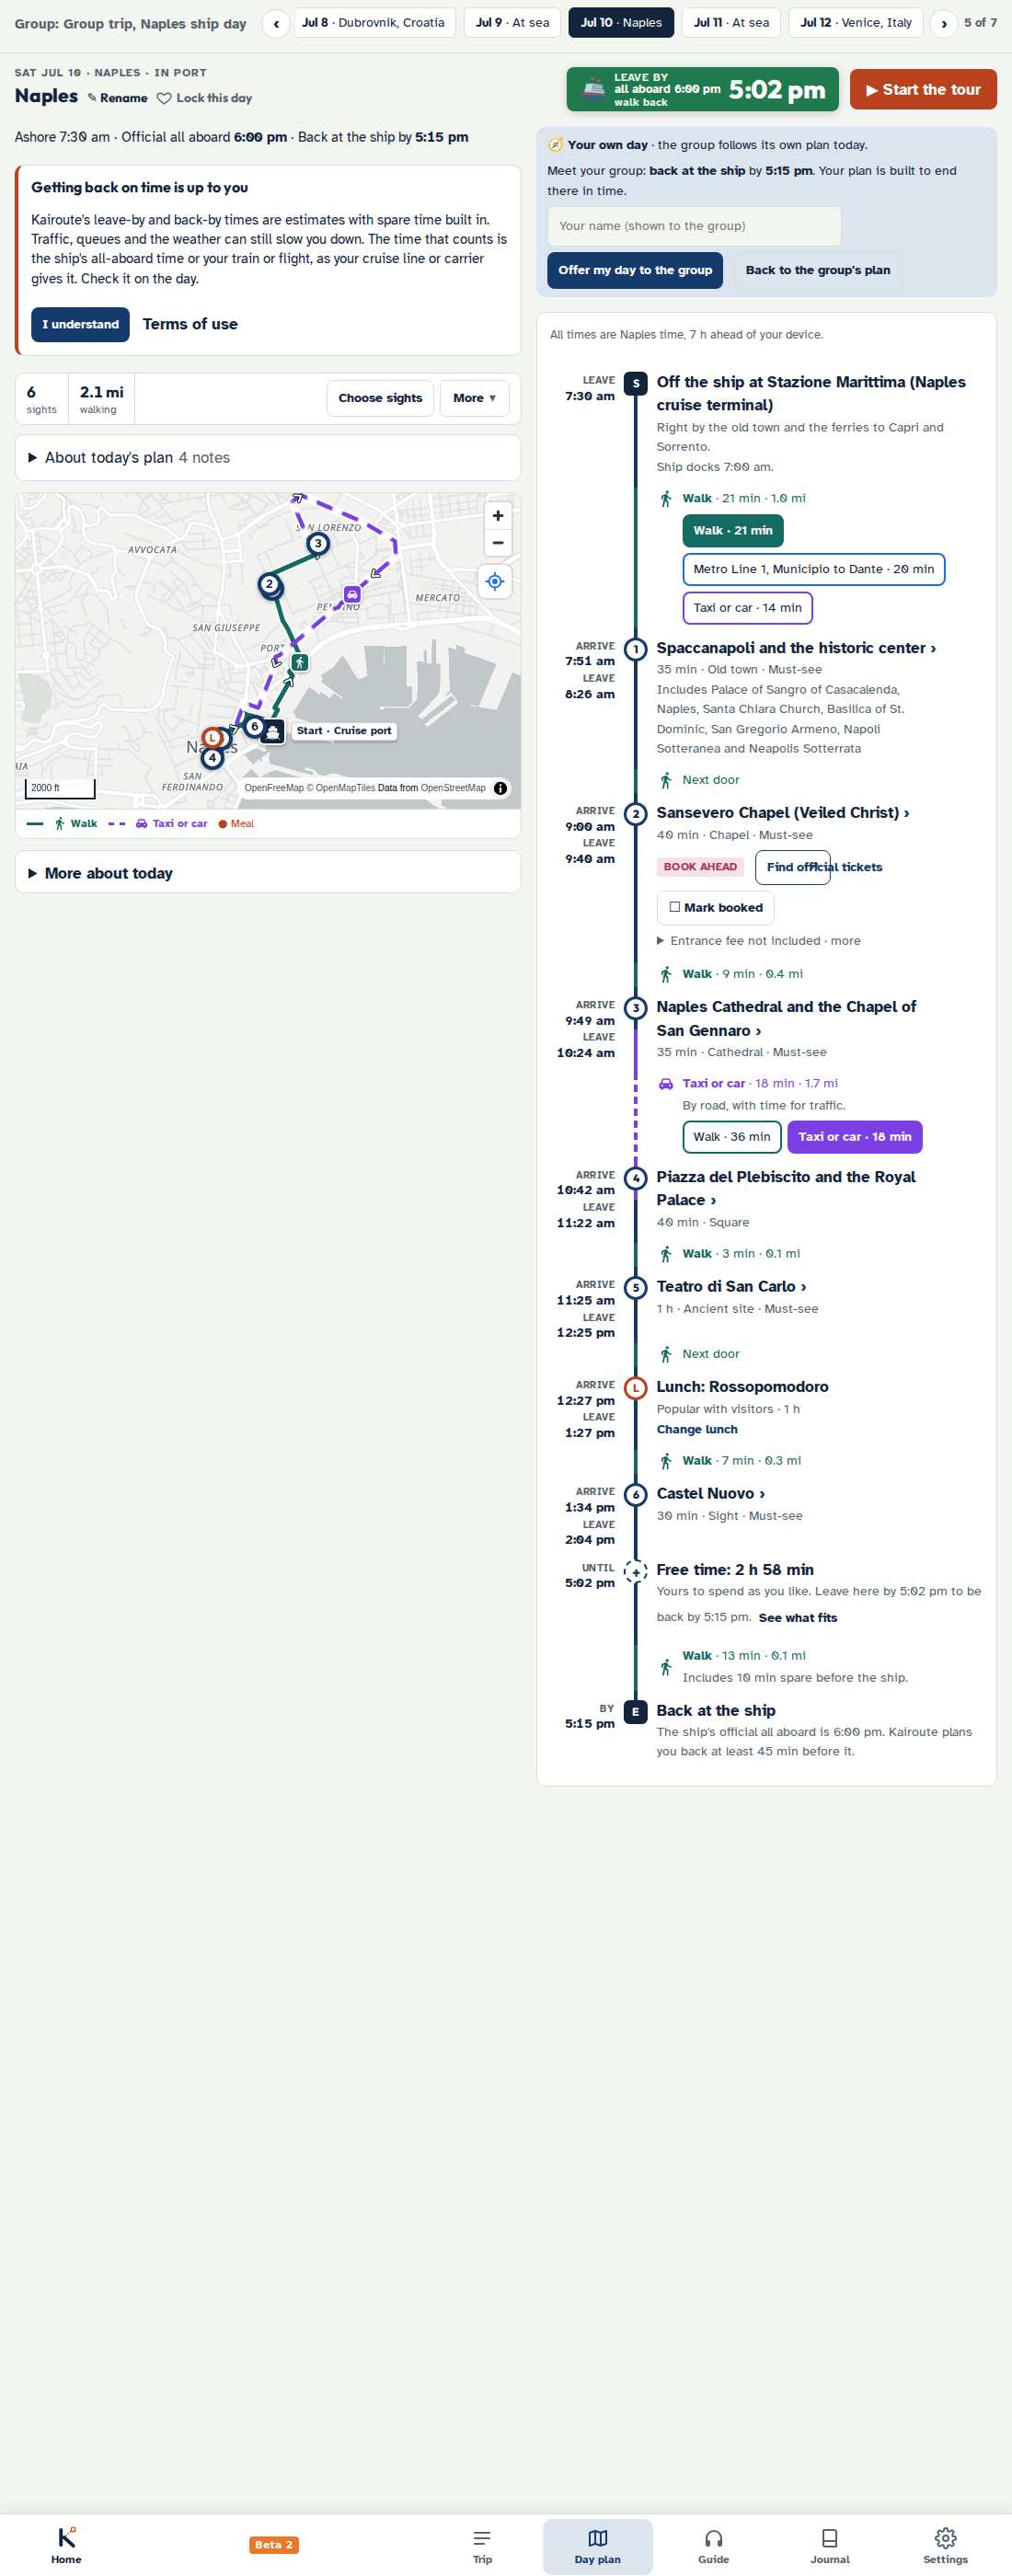 Group: Group trip, Naples ship day
‹
Jul 8 · Dubrovnik, Croatia
Jul 9 · At sea
Jul 10 · Naples
Jul 11 · At sea
Jul 12 · Venice, Italy
›
5 of 7
SAT JUL 10 · NAPLES · IN PORT
Naples ✎ Rename ♡ Lock this day
LEAVE BY
all aboard 6:00 pm
walk back
5:02 pm
▶ Start the tour
Ashore 7:30 am · Official all aboard 6:00 pm · Back at the ship by 5:15 pm
Getting back on time is up to you
Kairoute's leave-by and back-by times are estimates with spare time built in.
Traffic, queues and the weather can still slow you down. The time that counts is
the ship's all-aboard time or your train or flight, as your cruise line or carrier
gives it. Check it on the day.
I understand
Terms of use
6
sights
2.1 mi
walking
Choose sights
More ▼
▶ About today's plan 4 notes
AVVOCATA
SAN GIUSEPPE
MERCATO
PORT
3
2
6
L
4
Start · Cruise port
SAN
FERDINANDO
2000 ft
OpenFreeMap © OpenMapTiles Data from OpenStreetMap
+
−
Walk
Taxi or car
Meal
▶ More about today
🧭 Your own day · the group follows its own plan today.
Meet your group: back at the ship by 5:15 pm. Your plan is built to end
there in time.
Your name (shown to the group)
Offer my day to the group
Back to the group's plan
All times are Naples time, 7 h ahead of your device.
LEAVE
7:30 am
S
Off the ship at Stazione Marittima (Naples
cruise terminal)
Right by the old town and the ferries to Capri and
Sorrento.
Ship docks 7:00 am.
Walk · 21 min · 1.0 mi
Walk · 21 min
Metro Line 1, Municipio to Dante · 20 min
Taxi or car · 14 min
ARRIVE
7:51 am
LEAVE
8:26 am
1
Spaccanapoli and the historic center ›
35 min · Old town · Must-see
Includes Palace of Sangro of Casacalenda,
Naples, Santa Chiara Church, Basilica of St.
Dominic, San Gregorio Armeno, Napoli
Sotteranea and Neapolis Sotterrata
Next door
ARRIVE
9:00 am
LEAVE
9:40 am
2
Sansevero Chapel (Veiled Christ) ›
40 min · Chapel · Must-see
BOOK AHEAD
Find official tickets
☐ Mark booked
▶ Entrance fee not included · more
Walk · 9 min · 0.4 mi
ARRIVE
9:49 am
LEAVE
10:24 am
3
Naples Cathedral and the Chapel of
San Gennaro ›
35 min · Cathedral · Must-see
Taxi or car · 18 min · 1.7 mi
By road, with time for traffic.
Walk · 36 min
Taxi or car · 18 min
ARRIVE
10:42 am
LEAVE
11:22 am
4
Piazza del Plebiscito and the Royal
Palace ›
40 min · Square
Walk · 3 min · 0.1 mi
ARRIVE
11:25 am
LEAVE
12:25 pm
5
Teatro di San Carlo ›
1 h · Ancient site · Must-see
Next door
ARRIVE
12:27 pm
LEAVE
1:27 pm
L
Lunch: Rossopomodoro
Popular with visitors · 1 h
Change lunch
Walk · 7 min · 0.3 mi
ARRIVE
1:34 pm
LEAVE
2:04 pm
6
Castel Nuovo ›
30 min · Sight · Must-see
UNTIL
5:02 pm
+
Free time: 2 h 58 min
Yours to spend as you like. Leave here by 5:02 pm to be
back by 5:15 pm. See what fits
Walk · 13 min · 0.1 mi
Includes 10 min spare before the ship.
BY
5:15 pm
E
Back at the ship
The ship's official all aboard is 6:00 pm. Kairoute plans
you back at least 45 min before it.
Home
Beta 2
Trip
Day plan
Guide
Journal
Settings